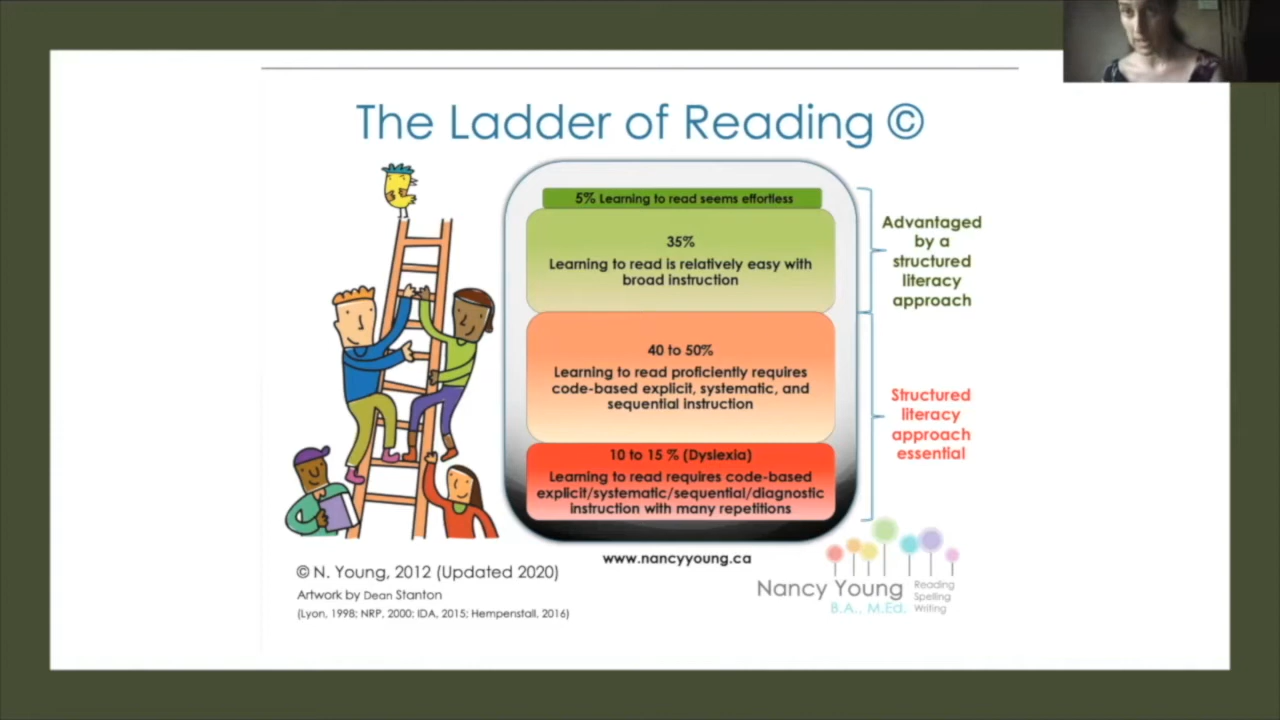 The Ladder of Reading ©
5% Learning to read seems effortless
35%
Learning to read is relatively easy with
broad instruction
40 to 50%
Learning to read proficiently requires
code-based explicit, systematic, and
sequential instruction
10 to 15 % (Dyslexia)
Learning to read requires code-based
explicit/systematic/sequential/diagnostic
instruction with many repetitions
Advantaged
by a
structured
literacy
approach
Structured
literacy
approach
essential
www.nancyyoung.ca
© N. Young, 2012 (Updated 2020)
Artwork by Dean Stanton
(Lyon, 1998; NRP, 2000; IDA, 2015; Hempenstall, 2016)
Nancy Young
B.A., M.Ed.
Reading
Spelling
Writing